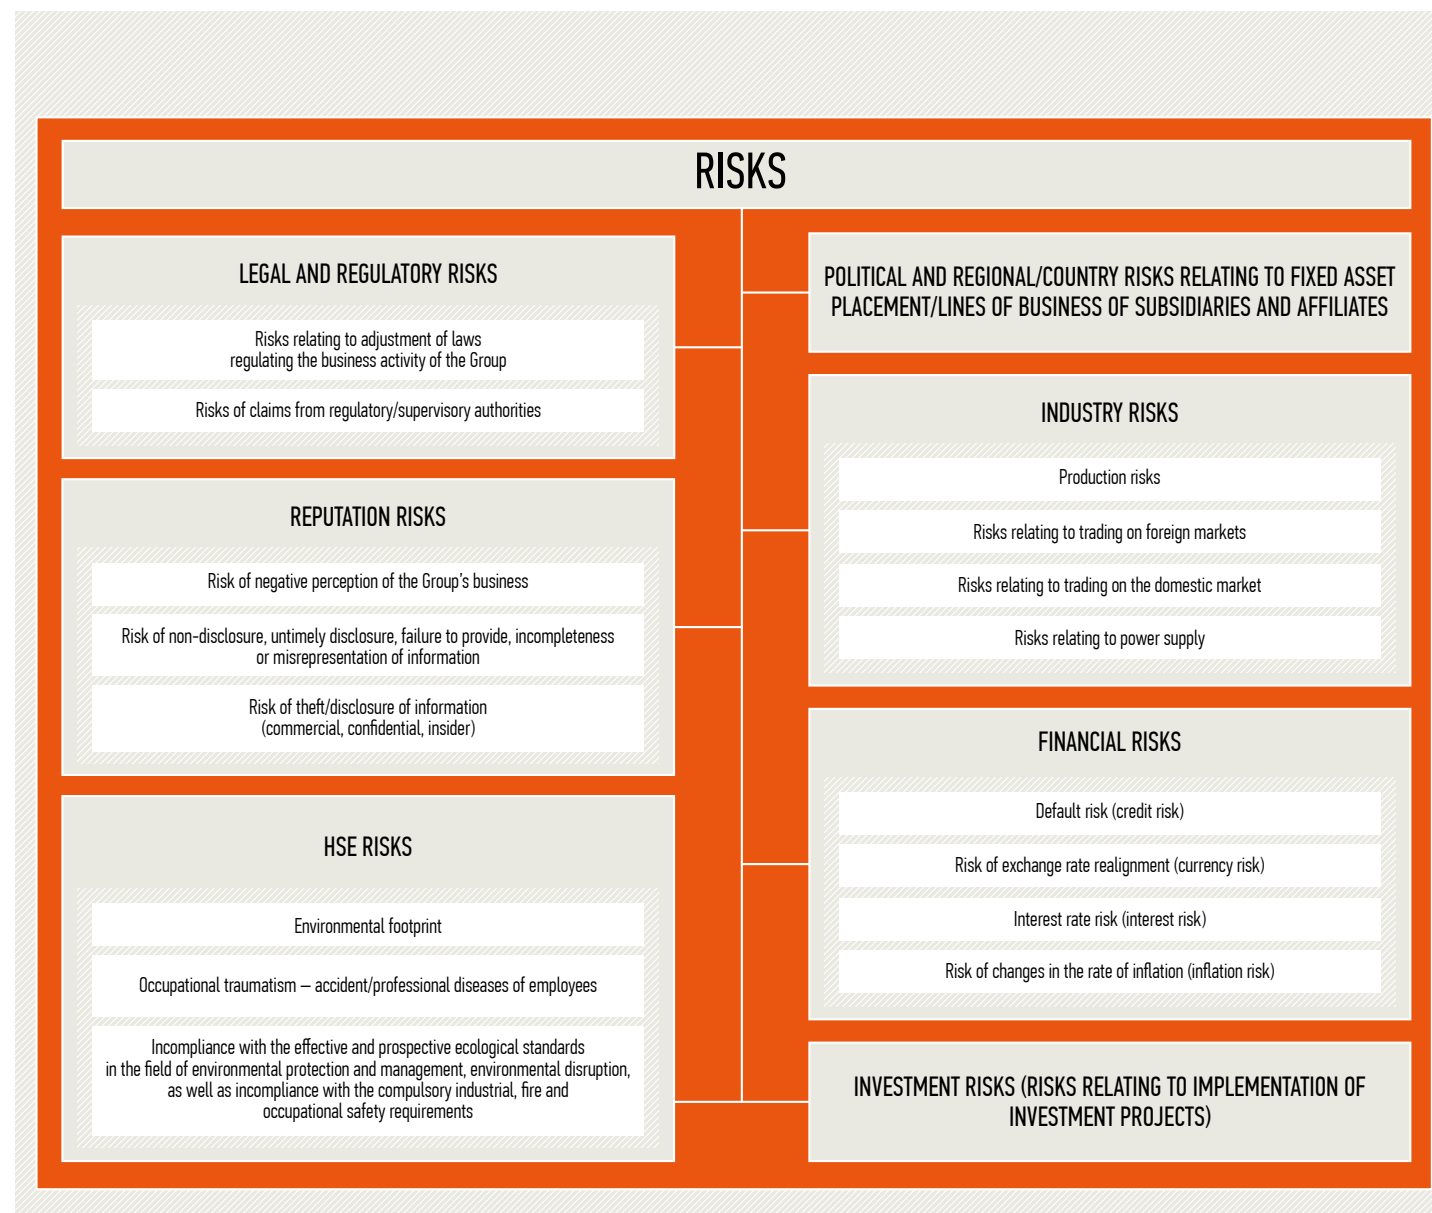 RISKS
LEGAL AND REGULATORY RISKS
Risks relating to adjustment of laws
regulating the business activity of the Group
Risks of claims from regulatory/supervisory authorities
REPUTATION RISKS
Risk of negative perception of the Group's business
Risk of non-disclosure, untimely disclosure, failure to provide, incompleteness
or misrepresentation of information
Risk of theft/disclosure of information
(commercial, confidential, insider)
HSE RISKS
Environmental footprint
Occupational traumatism – accident/professional diseases of employees
Incompliance with the effective and prospective ecological standards
in the field of environmental protection and management, environmental disruption,
as well as incompliance with the compulsory industrial, fire and
occupational safety requirements
POLITICAL AND REGIONAL/COUNTRY RISKS RELATING TO FIXED ASSET
PLACEMENT/LINES OF BUSINESS OF SUBSIDIARIES AND AFFILIATES
INDUSTRY RISKS
Production risks
Risks relating to trading on foreign markets
Risks relating to trading on the domestic market
Risks relating to power supply
FINANCIAL RISKS
Default risk (credit risk)
Risk of exchange rate realignment (currency risk)
Interest rate risk (interest risk)
Risk of changes in the rate of inflation (inflation risk)
INVESTMENT RISKS (RISKS RELATING TO IMPLEMENTATION OF
INVESTMENT PROJECTS)